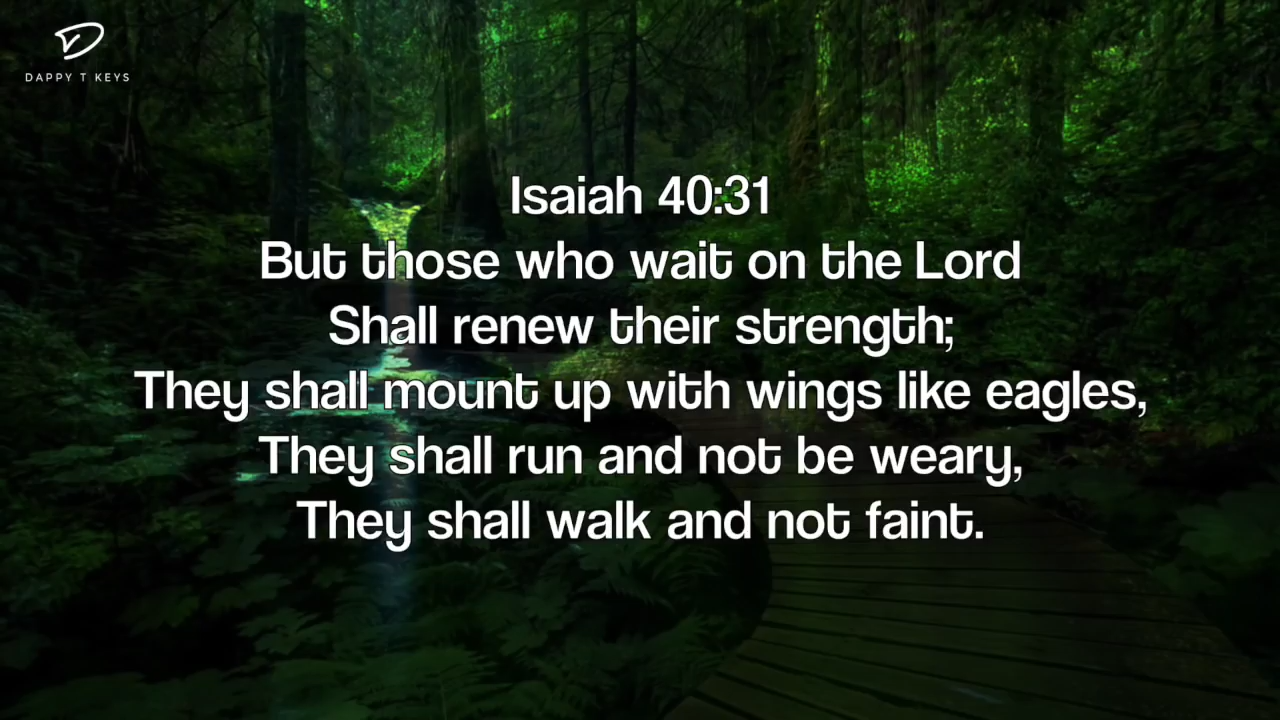 DAPPY T KEYS
Isaiah 40:31
But those who wait on the Lord
Shall renew their strength;
They shall mount up with wings like eagles,
They shall run and not be weary,
They shall walk and not faint.